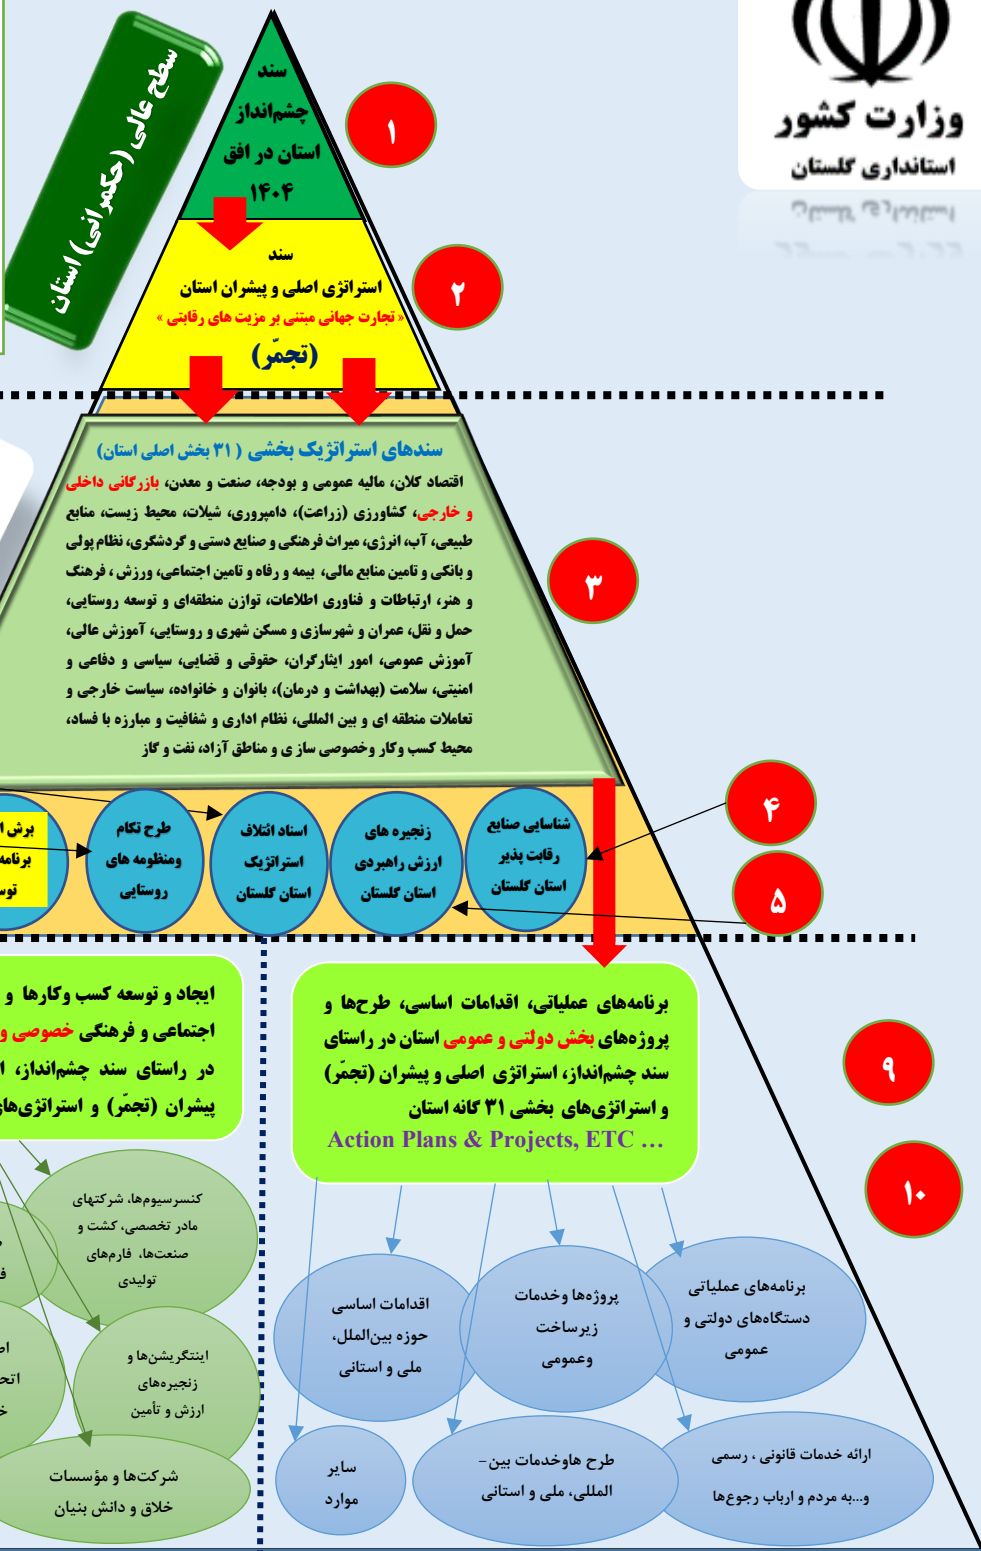 وزارت کشور
استانداری گلستان
سطح عالی (حکمرانی) استان
سند
چشم‌انداز
استان در افق
۱۴۰۴
۱
سند
استراتژی اصلی و پیشران استان
« تجارت جهانی مبتنی بر مزیت های رقابتی »
(تجمّر)
۲
سندهای استراتژیک بخشی ( ۳۱ بخش اصلی استان)
اقتصاد کلان، مالیه عمومی و بودجه، صنعت و معدن، بازرگانی داخلی
و خارجی، کشاورزی (زراعت)، دامپروری، شیلات، محیط زیست، منابع
طبیعی، آب، انرژی، میراث فرهنگی و صنایع دستی و گردشگری، نظام پولی
و بانکی و تامین منابع مالی، بیمه و رفاه و تامین اجتماعی، ورزش ، فرهنگ
و هنر، ارتباطات و فناوری اطلاعات، توازن منطقه‌ای و توسعه روستایی،
حمل و نقل، عمران و شهرسازی و مسکن شهری و روستایی، آموزش عالی،
آموزش عمومی، امور ایثارگران، حقوقی و قضایی، سیاسی و دفاعی و
امنیتی، سلامت (بهداشت و درمان)، بانوان و خانواده، سیاست خارجی و
تعاملات منطقه ای و بین المللی، نظام اداری و شفافیت و مبارزه با فساد،
محیط کسب وکار وخصوصی ساز ی و مناطق آزاد، نفت و گاز
۳
شناسایی صنایع
رقابت پذیر
استان گلستان
زنجیره های
ارزش راهبردی
استان گلستان
اسناد ائتلاف
استراتژیک
استان گلستان
طرح تکام
ومنظومه های
روستایی
برش ا
برنامه
توس
۴
۵
برنامه‌های عملیاتی، اقدامات اساسی، طرح‌ها و
پروژه‌های بخش دولتی و عمومی استان در راستای
سند چشم‌انداز، استراتژی اصلی و پیشران (تجمّر)
و استراتژی‌های بخشی ۳۱ گانه استان
Action Plans & Projects, ETC …
ایجاد و توسعه کسب وکارها و
اجتماعی و فرهنگی خصوصی و
در راستای سند چشم‌انداز، ا
پیشران (تجمّر) و استراتژی‌های
۹
۱۰
برنامه‌های عملیاتی
دستگاه‌های دولتی و
عمومی
پروژه‌ها وخدمات
زیرساخت
وعمومی
اقدامات اساسی
حوزه بین‌الملل،
ملی و استانی
ارائه خدمات قانونی ، رسمی
و...به مردم و ارباب رجوع‌ها
طرح هاوخدمات بین–
المللی، ملی و استانی
سایر
موارد
کنسرسیوم‌ها، شرکتهای
مادر تخصصی، کشت و
صنعت‌ها، فارم‌های
تولیدی
اینتگریشن‌ها و
زنجیره‌های
ارزش و تأمین
شرکت‌ها و مؤسسات
خلاق و دانش بنیان